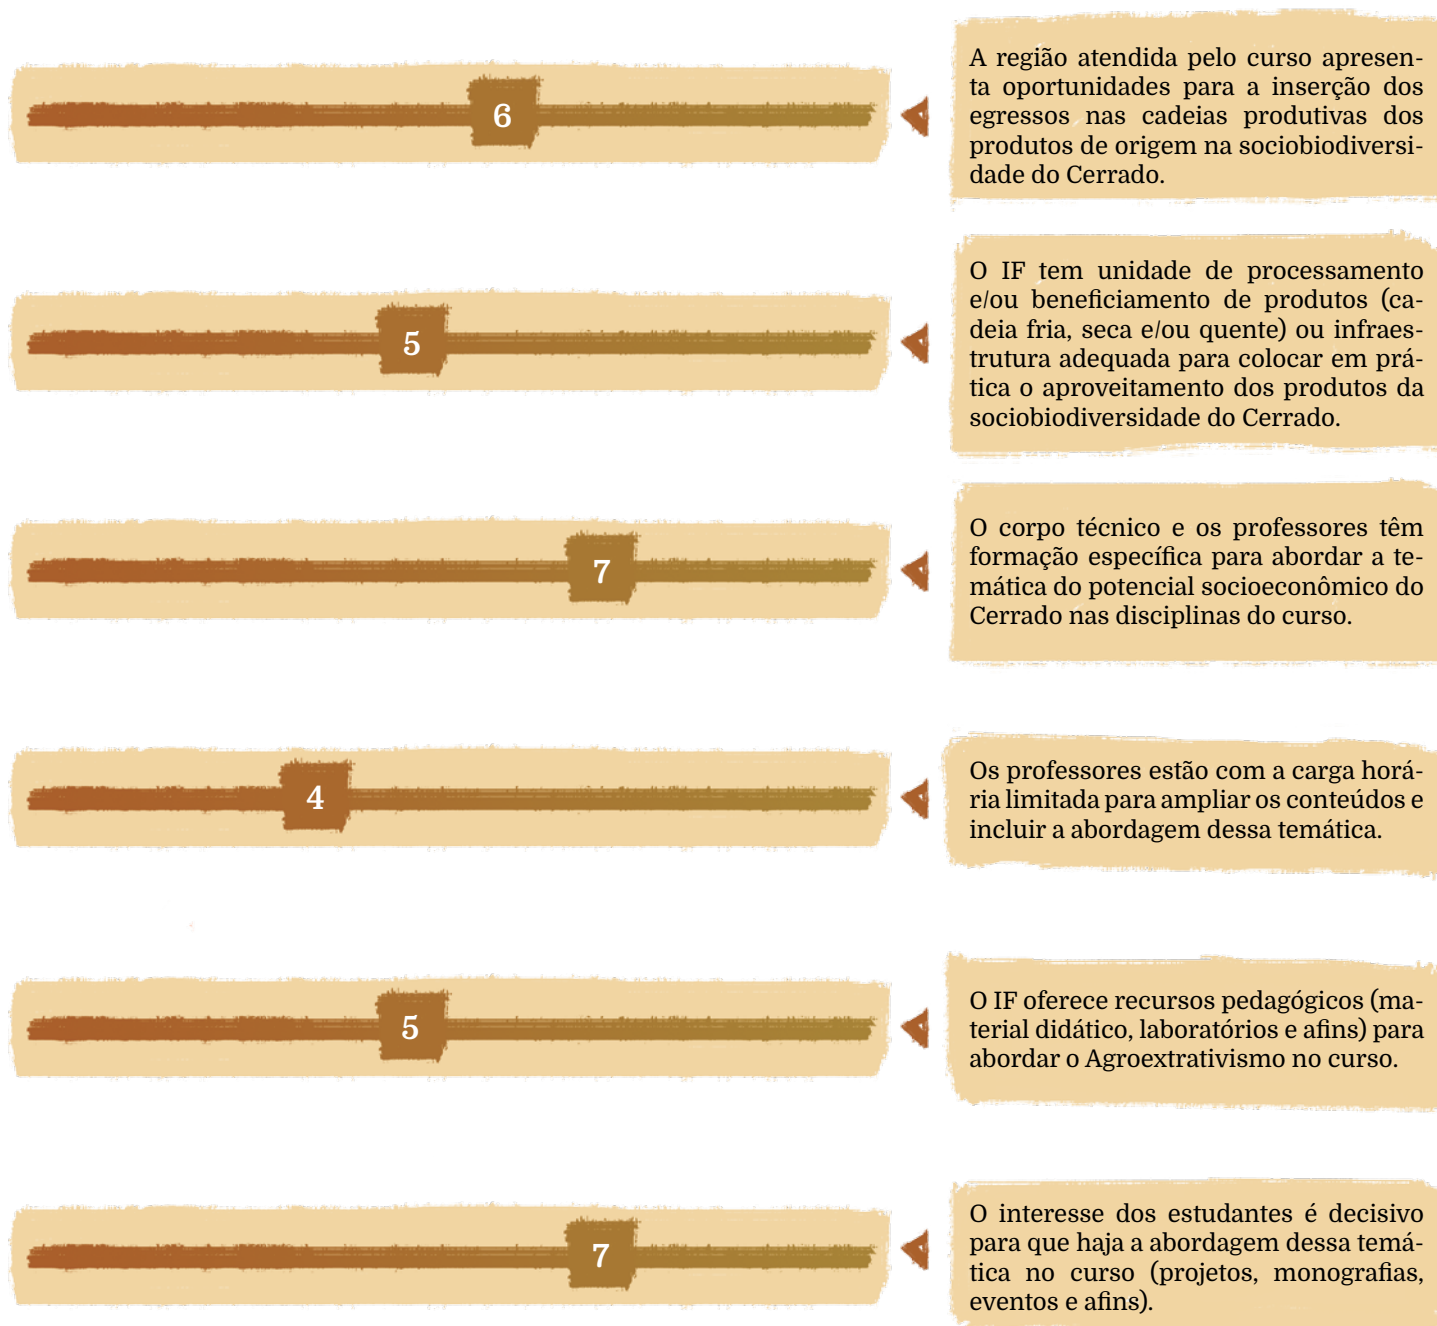 6
A região atendida pelo curso apresen-
ta oportunidades para a inserção dos
egressos nas cadeias produtivas dos
produtos de origem na sociobiodiversi-
dade do Cerrado.
5
O IF tem unidade de processamento
e/ou beneficiamento de produtos (ca-
deia fria, seca e/ou quente) ou infraes-
trutura adequada para colocar em prá-
tica o aproveitamento dos produtos da
sociobiodiversidade do Cerrado.
7
O corpo técnico e os professores têm
formação específica para abordar a te-
mática do potencial socioeconômico do
Cerrado nas disciplinas do curso.
4
Os professores estão com a carga horá-
ria limitada para ampliar os conteúdos e
incluir a abordagem dessa temática.
5
O IF oferece recursos pedagógicos (ma-
terial didático, laboratórios e afins) para
abordar o Agroextrativismo no curso.
7
O interesse dos estudantes é decisivo
para que haja a abordagem dessa temá-
tica no curso (projetos, monografias,
eventos e afins).